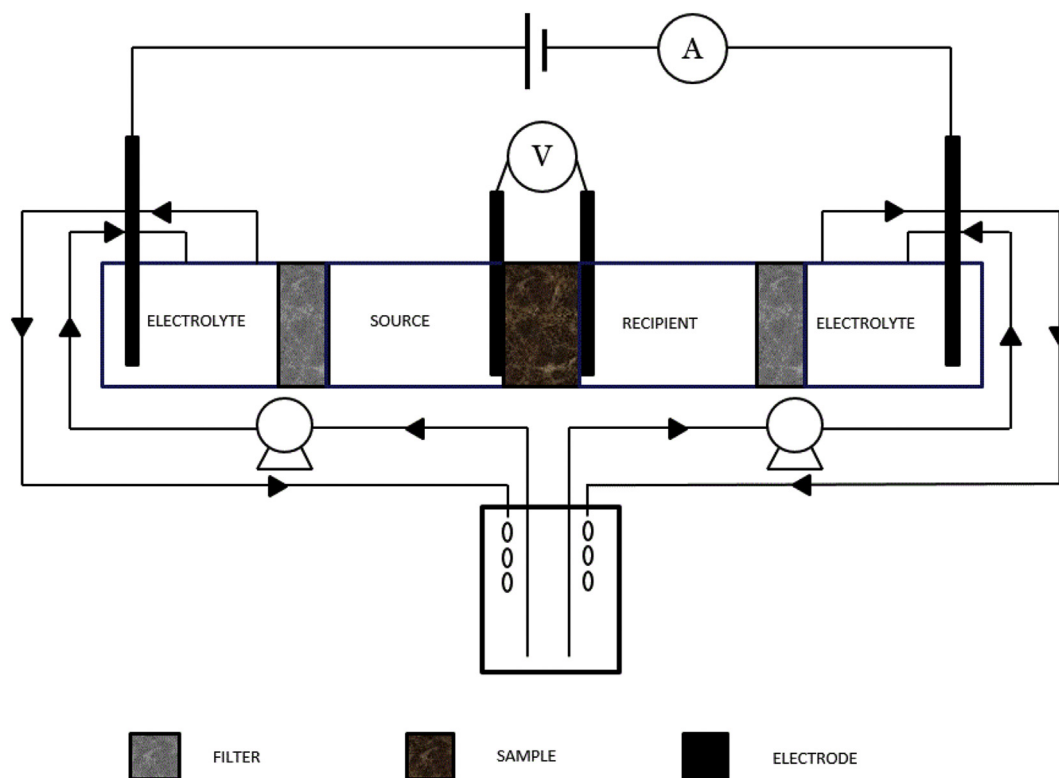 A
V
ELECTROLYTE
SOURCE
RECIPIENT
ELECTROLYTE
FILTER
SAMPLE
ELECTRODE